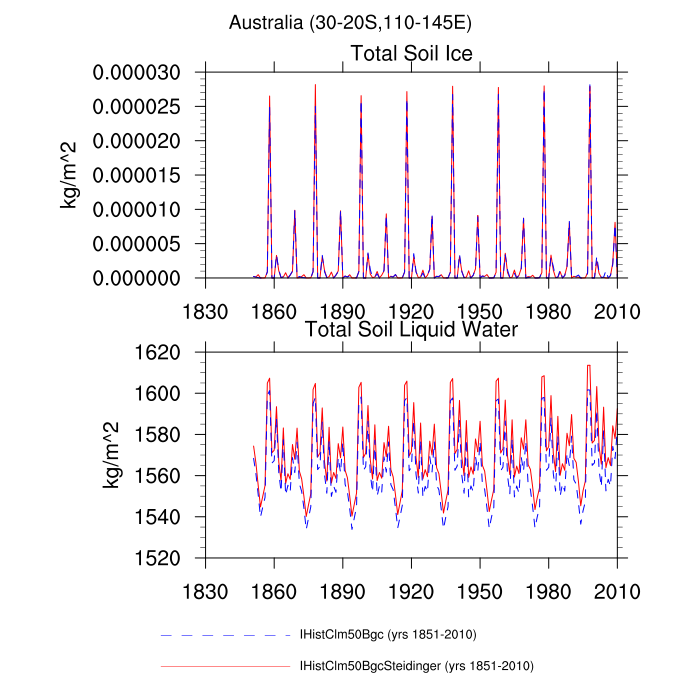 Australia (30-20S,110-145E)
Total Soil Ice
0.000030
0.000025
0.000020
0.000015
0.000010
0.000005
0.000000
kg/m^2
1830 1860 1890 1920 1950 1980 2010
Total Soil Liquid Water
1620
1600
1580
1560
1540
1520
kg/m^2
1830 1860 1890 1920 1950 1980 2010
IHistClm50Bgc (yrs 1851-2010)
IHistClm50BgcSteidinger (yrs 1851-2010)